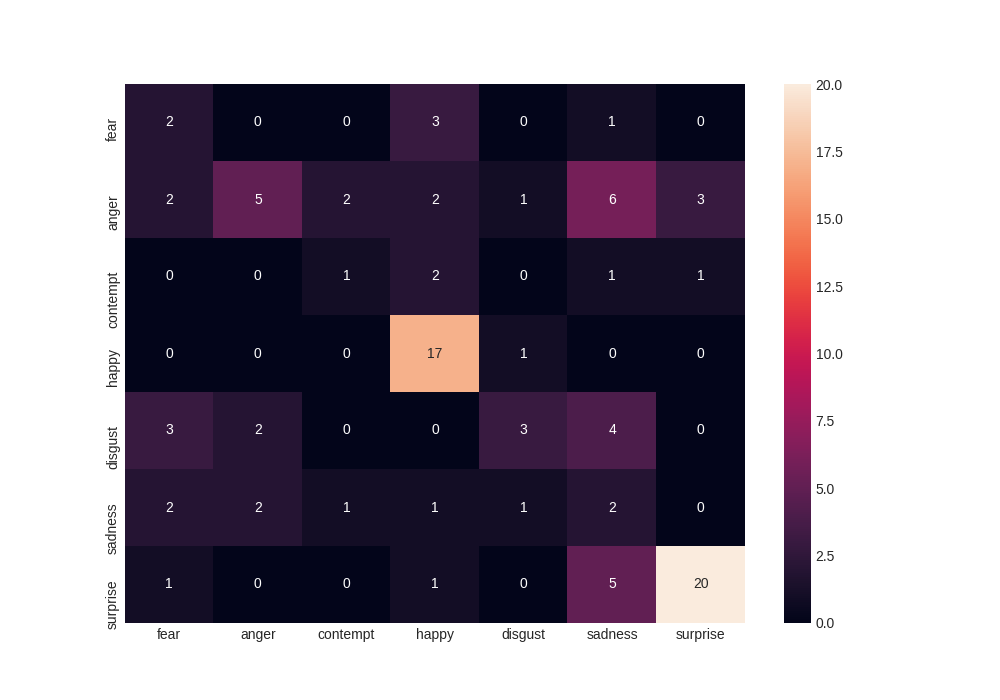 fear 2 0 0 3 0 1 0
anger 2 5 2 2 1 6 3
contempt 0 0 1 2 0 1 1
happy 0 0 0 17 1 0 0
disgust 3 2 0 0 3 4 0
sadness 2 2 1 1 1 2 0
surprise 1 0 0 1 0 5 20
fear anger contempt happy disgust sadness surprise
20.0
17.5
15.0
12.5
10.0
7.5
5.0
2.5
0.0